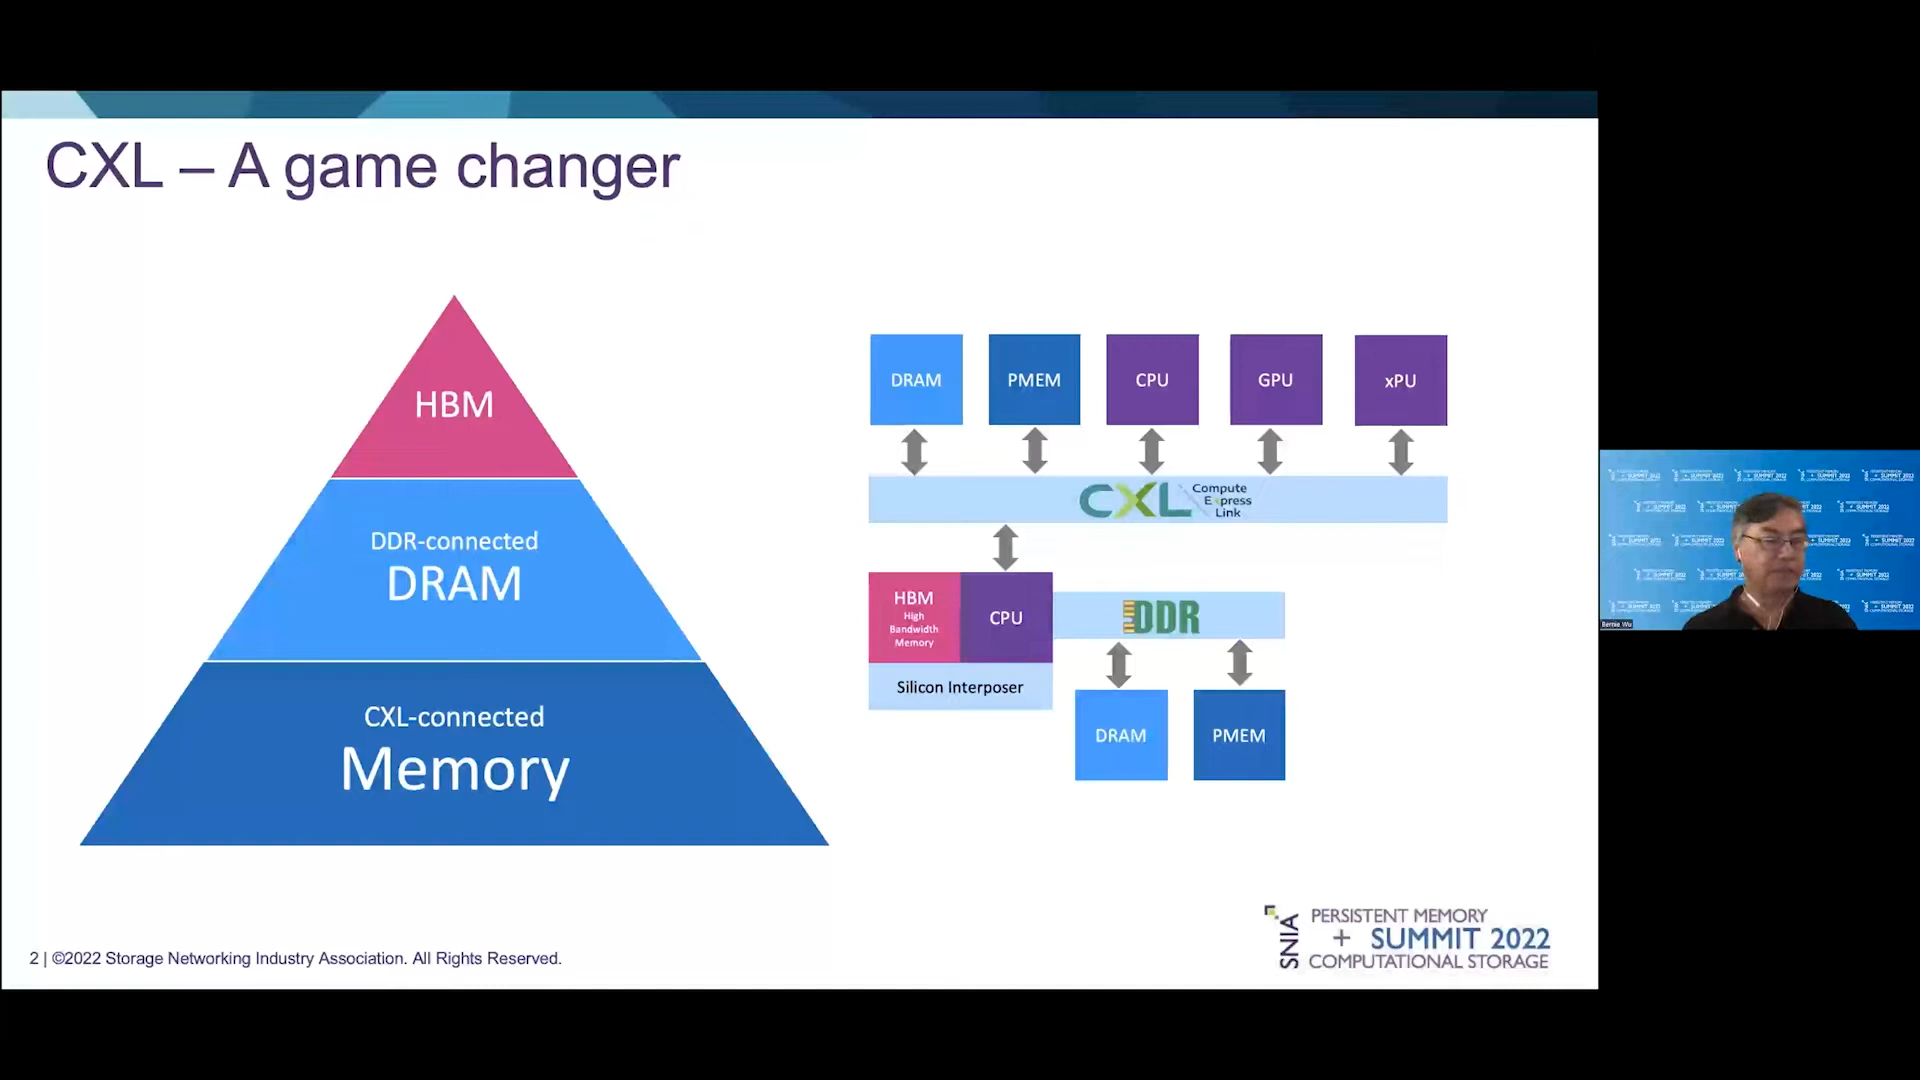 CXL – A game changer
HBM
DDR-connected
DRAM
CXL-connected
Memory
DRAM
PMEM
CPU
GPU
xPU
CXL
Compute
Express
Link
HBM
High
Bandwidth
Memory
CPU
Silicon Interposer
DDR
DRAM
PMEM
2 | ©2022 Storage Networking Industry Association. All Rights Reserved.
SNIA
PERSISTENT MEMORY
+ SUMMIT 2022
COMPUTATIONAL STORAGE
Bernie Wu